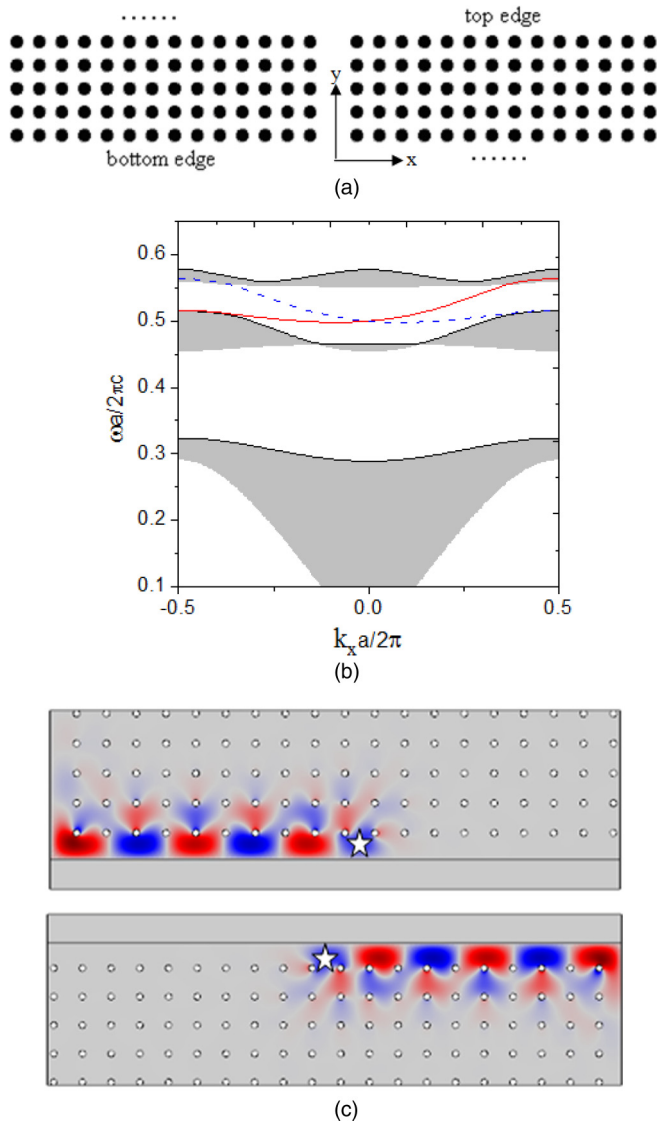 ......
top edge
bottom edge
y
x
......
(a)
ωa/2πc
0.6
0.5
0.4
0.3
0.2
0.1
-0.5
0.0
0.5
kₓa/2π
(b)
(c)